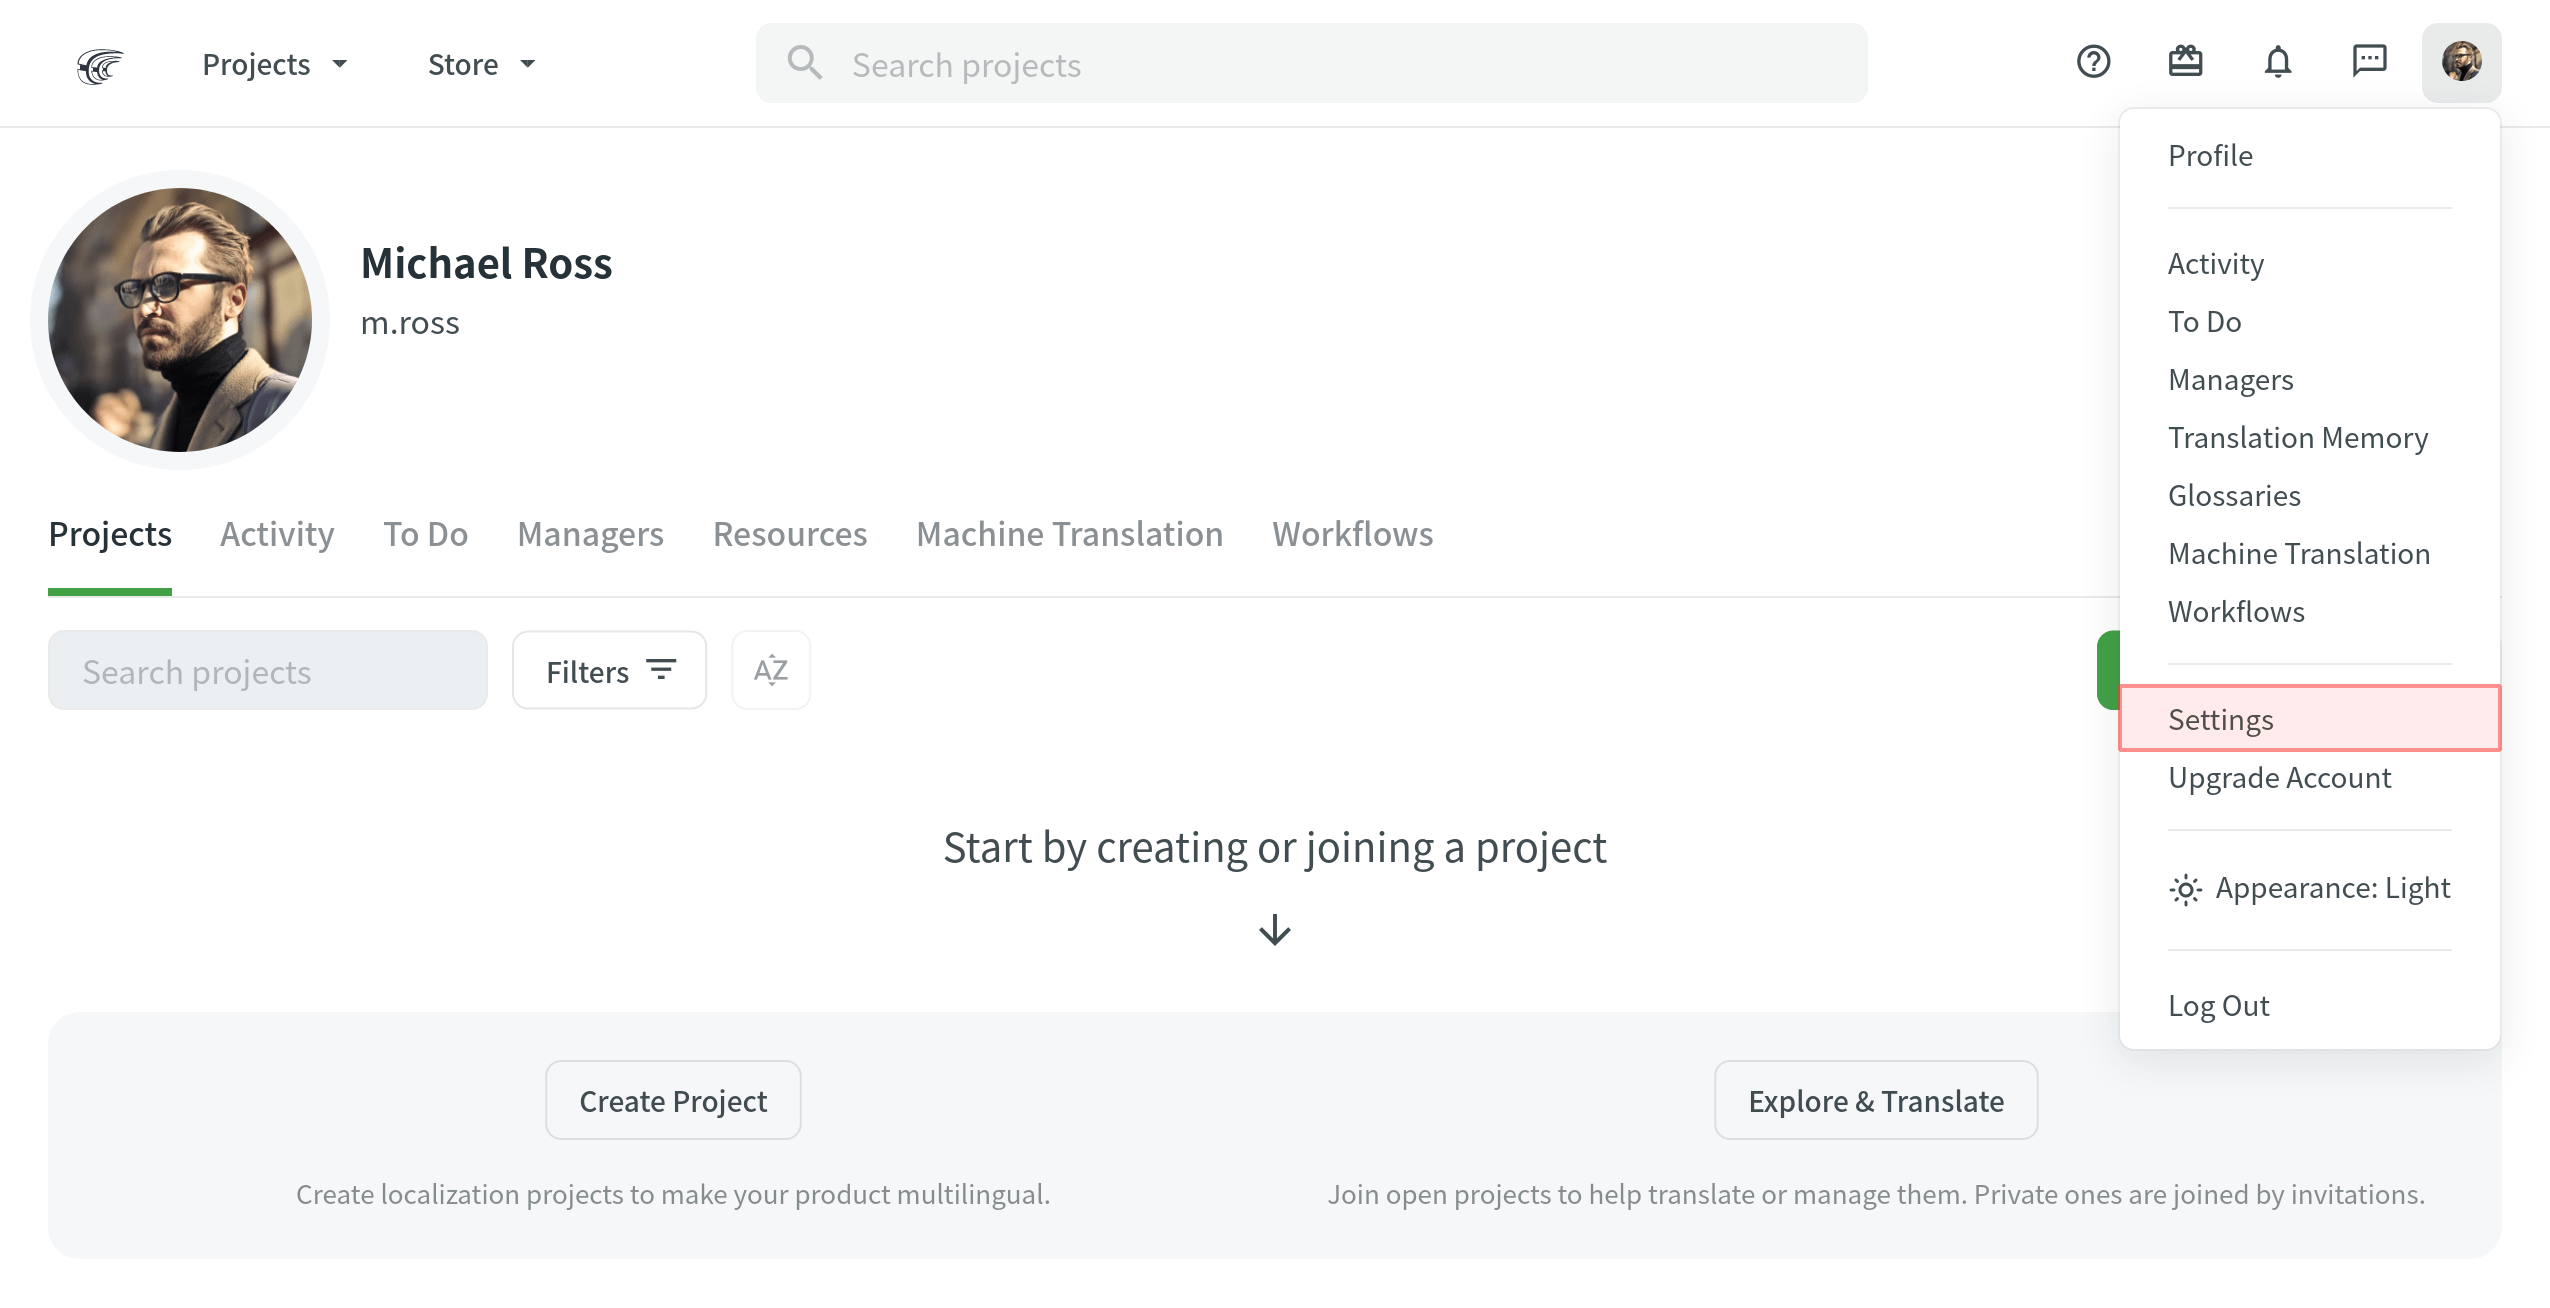 Projects
Store
Search projects
Profile
Activity
To Do
Managers
Translation Memory
Glossaries
Machine Translation
Workflows
Settings
Upgrade Account
Appearance: Light
Log Out
Michael Ross
m.ross
Projects Activity To Do Managers Resources Machine Translation Workflows
Search projects
Filters
AZ
Start by creating or joining a project
Create Project
Create localization projects to make your product multilingual.
Explore & Translate
Join open projects to help translate or manage them. Private ones are joined by invitations.